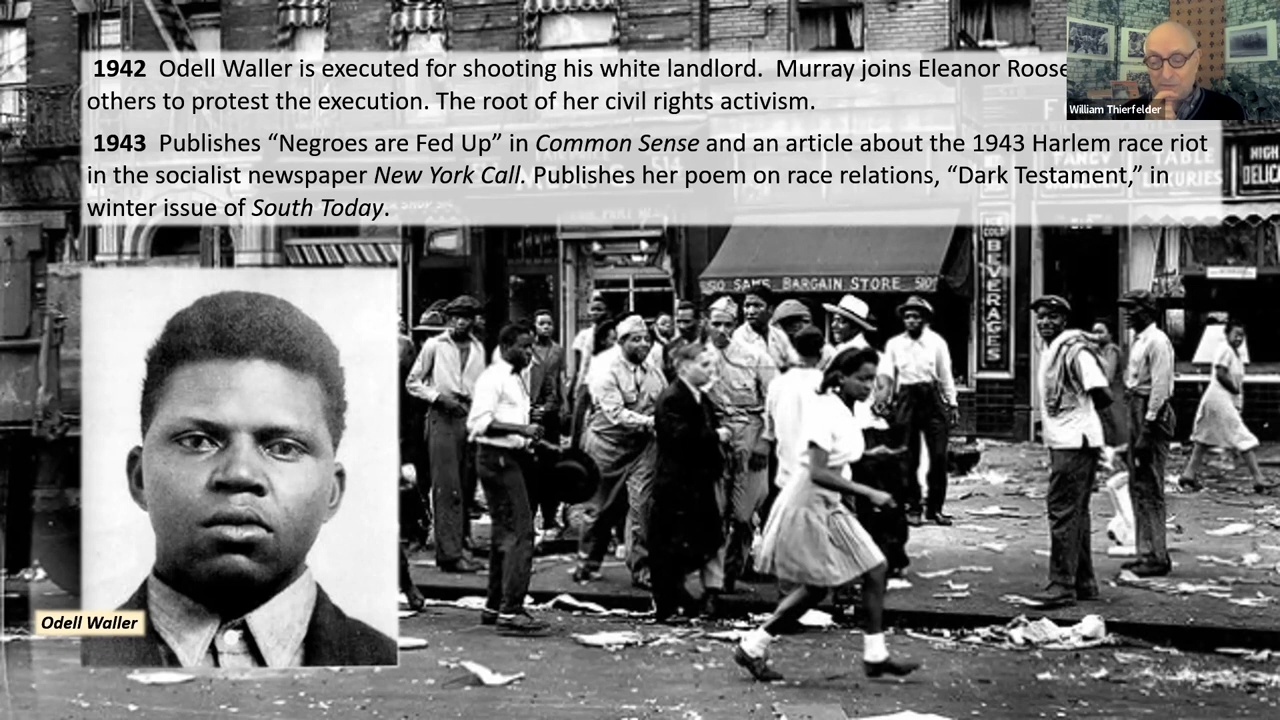 1942 Odell Waller is executed for shooting his white landlord. Murray joins Eleanor Roose
others to protest the execution. The root of her civil rights activism.
1943 Publishes “Negroes are Fed Up” in Common Sense and an article about the 1943 Harlem race riot
in the socialist newspaper New York Call. Publishes her poem on race relations, “Dark Testament,” in
winter issue of South Today.
William Thierfelder
BARGAIN STORE
BEVERAGES
Odell Waller